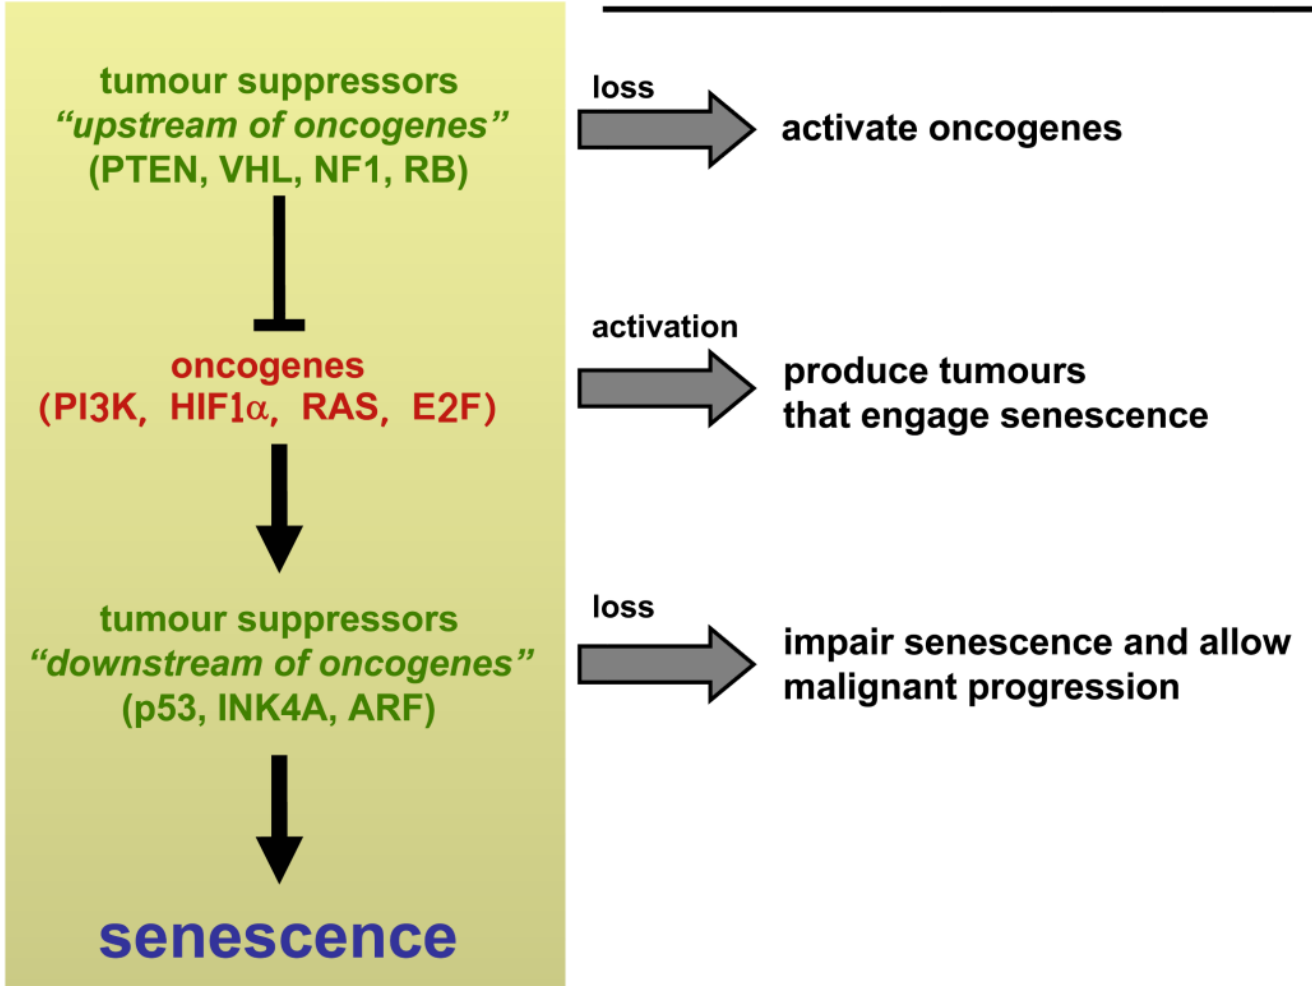 tumour suppressors
“upstream of oncogenes”
(PTEN, VHL, NF1, RB)
loss
activate oncogenes
oncogenes
(PI3K, HIF1α, RAS, E2F)
activation
produce tumours
that engage senescence
tumour suppressors
“downstream of oncogenes”
(p53, INK4A, ARF)
loss
impair senescence and allow
malignant progression
senescence